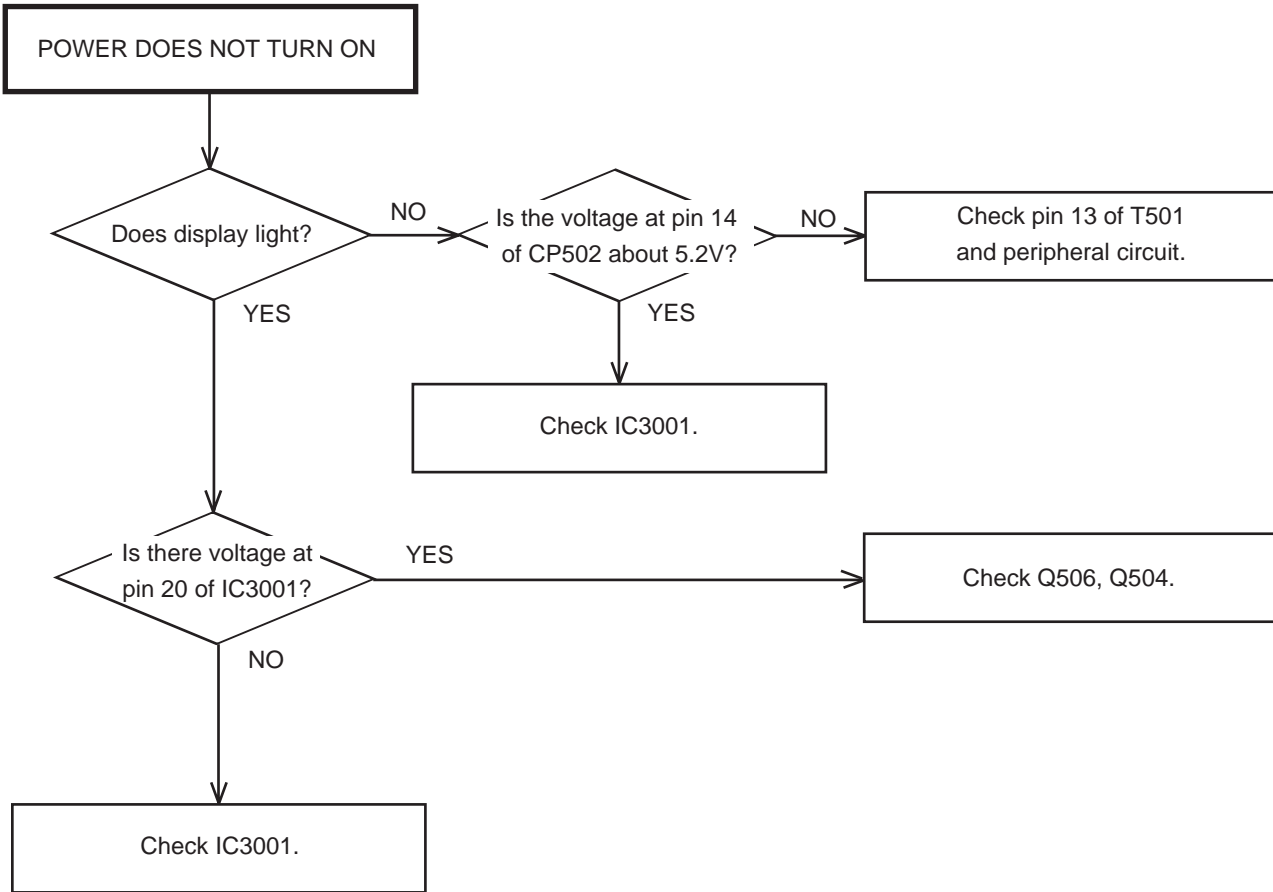 POWER DOES NOT TURN ON
Does display light?
NO
Is the voltage at pin 14
of CP502 about 5.2V?
NO
Check pin 13 of T501
and peripheral circuit.
YES
YES
Check IC3001.
Is there voltage at
pin 20 of IC3001?
YES
Check Q506, Q504.
NO
Check IC3001.